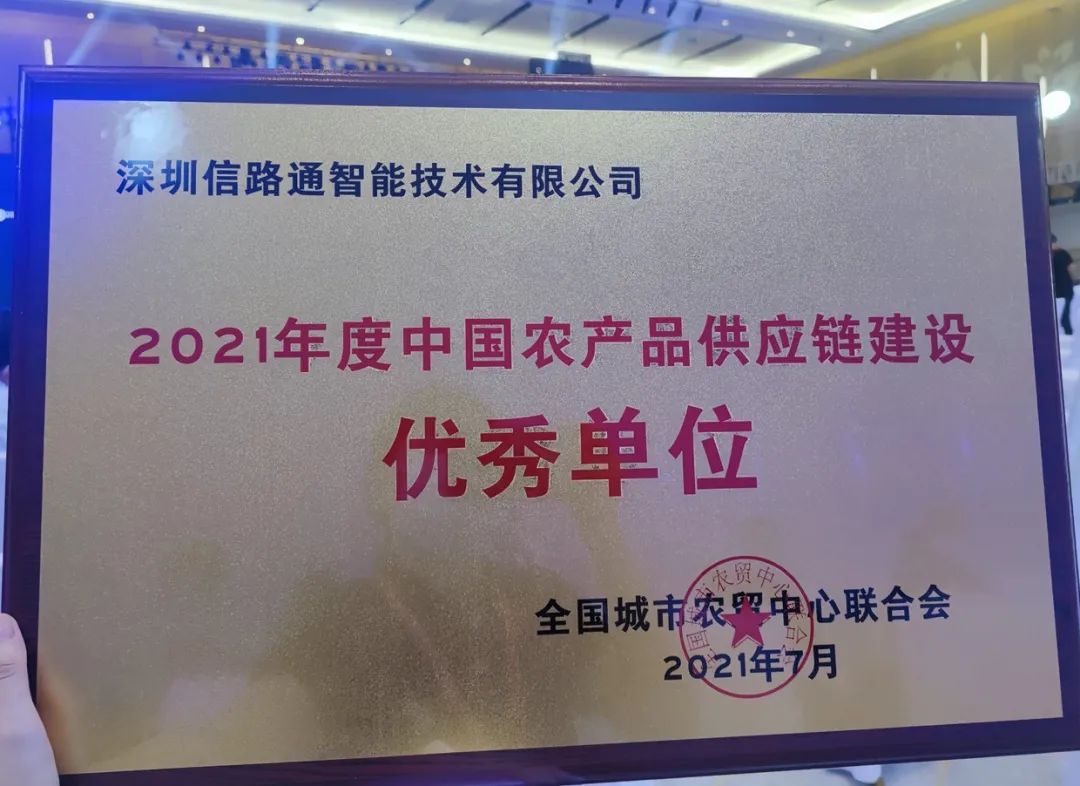 深圳信路通智能技术有限公司
2021年度中国农产品供应链建设
优秀单位
全国城市农贸中心联合会
2021年7月